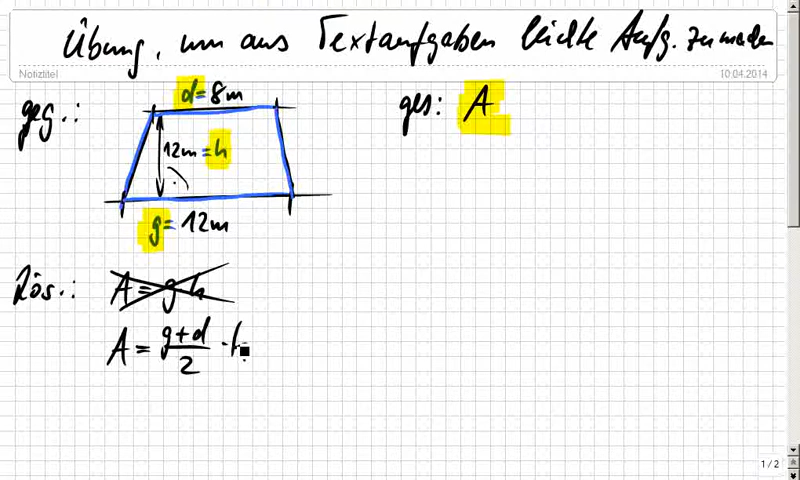 Übung, um aus Textaufgaben leichte Aufg. zu machen
Notiztitel
10.04.2014
geg.:
d = 8m
12m = h
g = 12m
ges: A
Lös.:
A = g h
A = g+d/2 · h
1 / 2